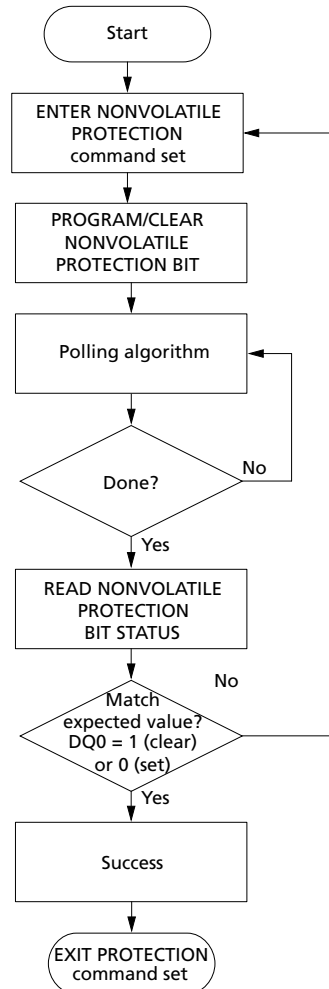 Start
ENTER NONVOLATILE
PROTECTION
command set
PROGRAM/CLEAR
NONVOLATILE
PROTECTION BIT
Polling algorithm
Done?
No
Yes
READ NONVOLATILE
PROTECTION
BIT STATUS
No
Match
expected value?
DQ0 = 1 (clear)
or 0 (set)
Yes
Success
EXIT PROTECTION
command set